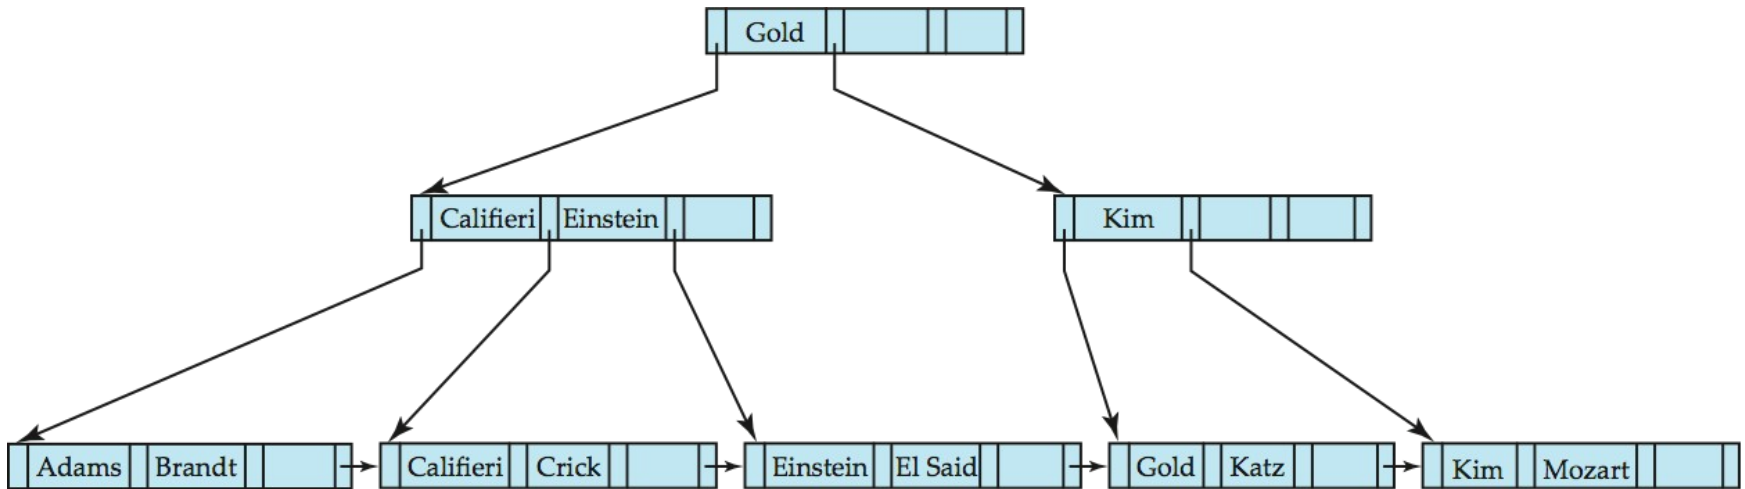 Gold
Califieri Einstein
Kim
Adams Brandt
Califieri Crick
Einstein El Said
Gold Katz
Kim Mozart